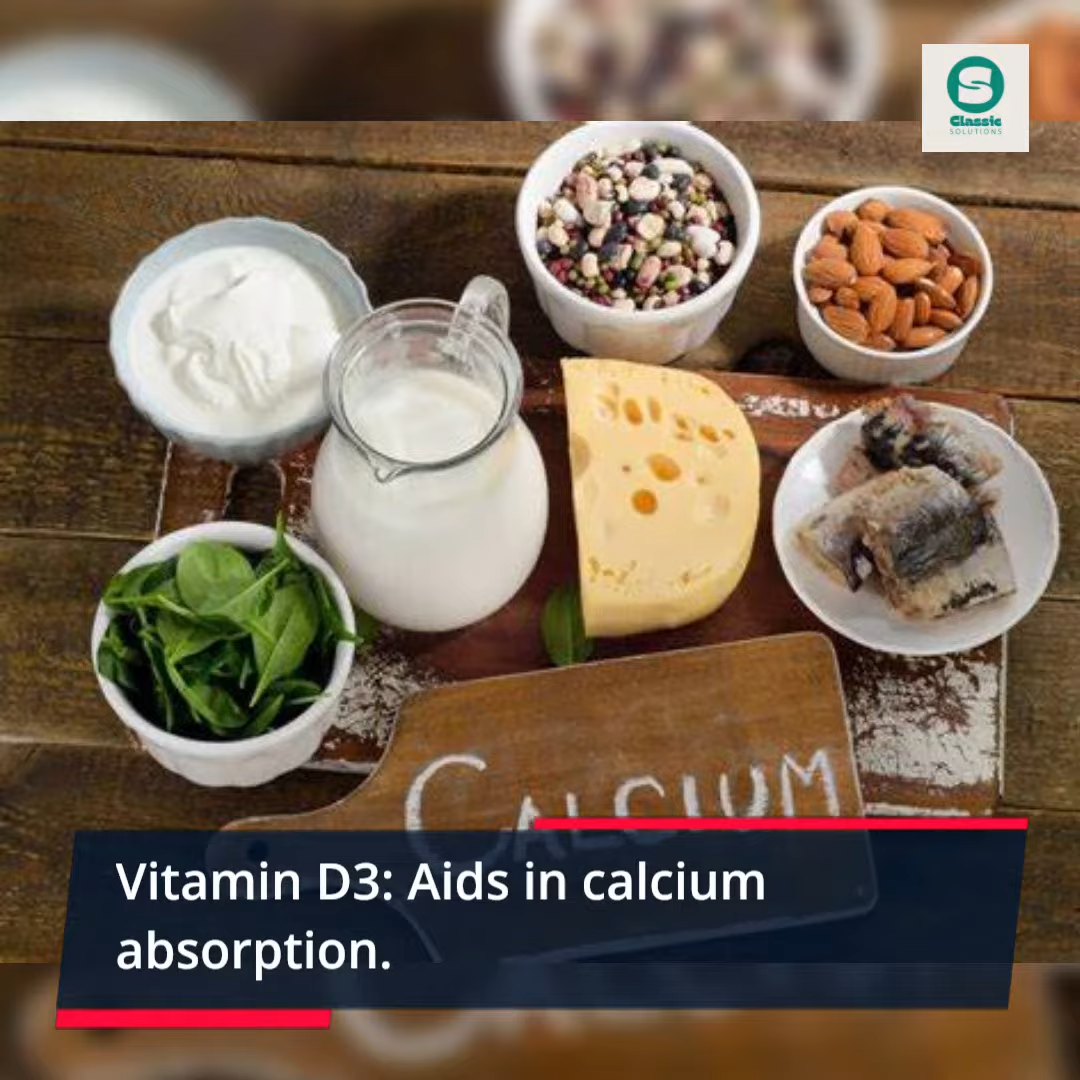 Classic
SOLUTIONS
CALCIUM
Vitamin D3: Aids in calcium
absorption.